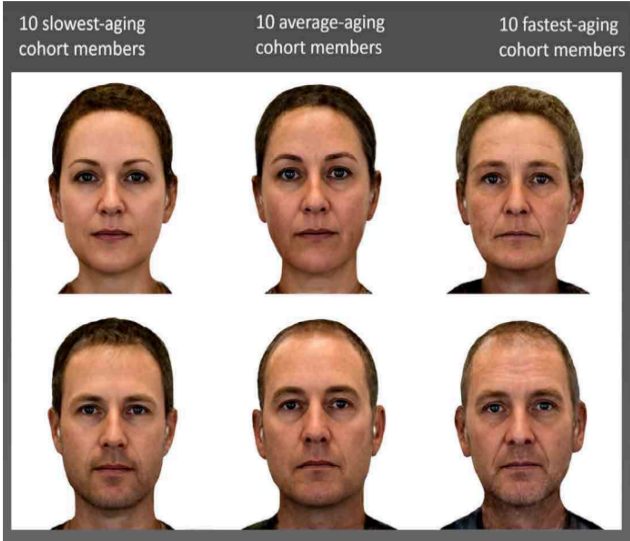 10 slowest-aging
cohort members
10 average-aging
cohort members
10 fastest-aging
cohort members